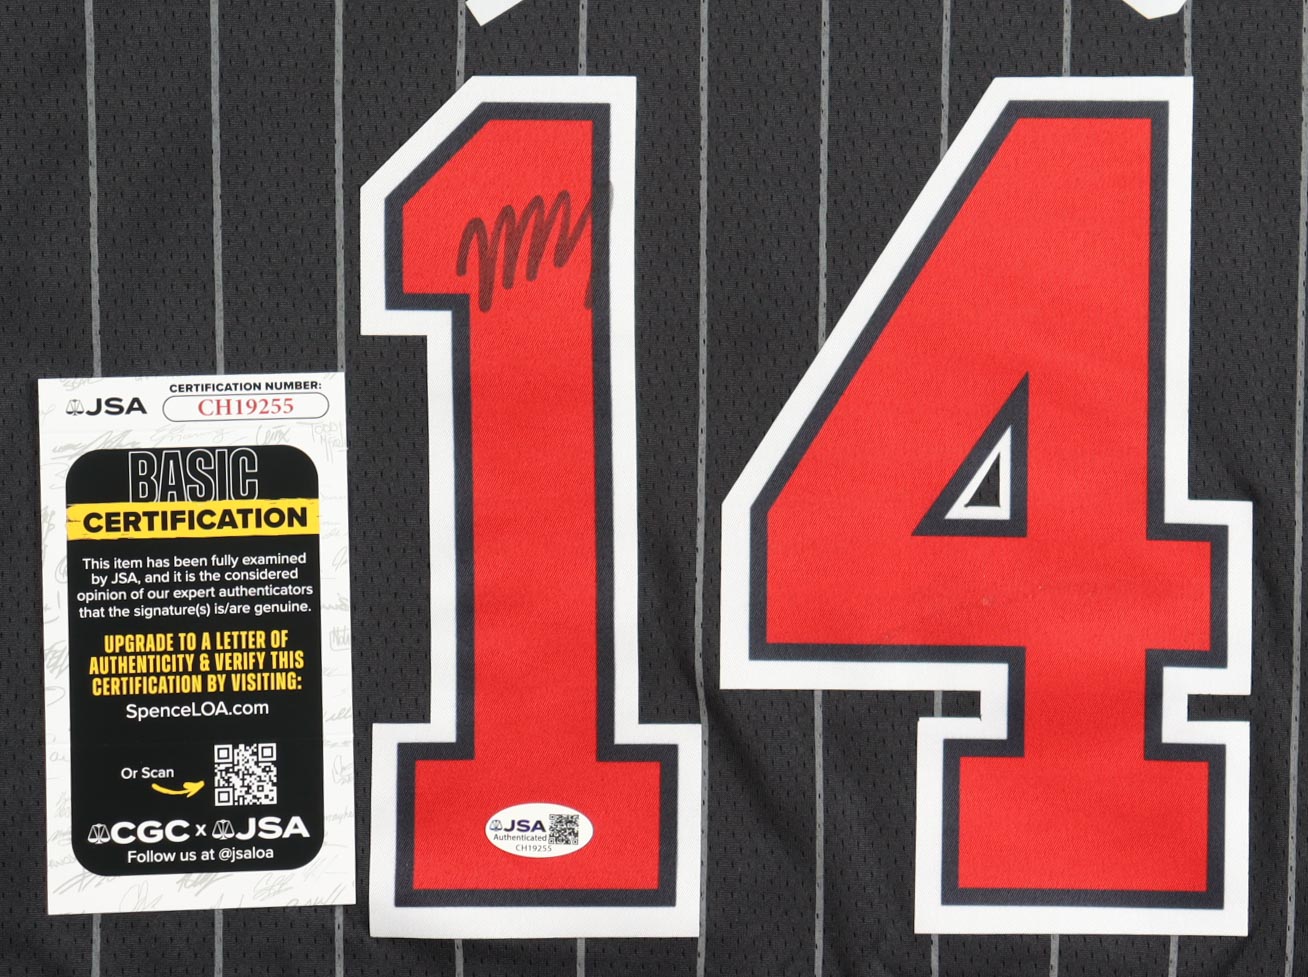 14
JSA
CERTIFICATION NUMBER:
CH19255
BASIC
CERTIFICATION
This item has been fully examined
by JSA, and it is the considered
opinion of our expert authenticators
that the signature(s) is/are genuine.
UPGRADE TO A LETTER OF
AUTHENTICITY & VERIFY THIS
CERTIFICATION BY VISITING:
SpenceLOA.com
Or Scan
CGC x JSA
Follow us at @jsaloa
JSA
Authenticated
CH19255